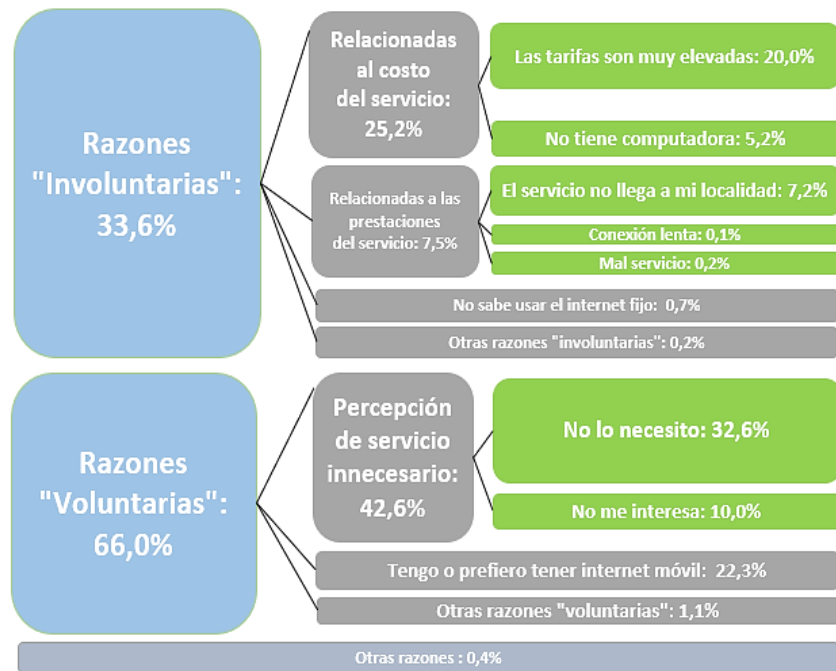 Razones
"Involuntarias":
33,6%
Relacionadas
al costo
del servicio:
25,2%
Las tarifas son muy elevadas: 20,0%
No tiene computadora: 5,2%
Relacionadas a las
prestaciones
del servicio: 7,5%
El servicio no llega a mi localidad: 7,2%
Conexión lenta: 0,1%
Mal servicio: 0,2%
No sabe usar el internet fijo: 0,7%
Otras razones "involuntarias": 0,2%
Razones
"Voluntarias":
66,0%
Percepción
de servicio
innecesario:
42,6%
No lo necesito: 32,6%
No me interesa: 10,0%
Tengo o prefiero tener internet móvil: 22,3%
Otras razones "voluntarias": 1,1%
Otras razones : 0,4%